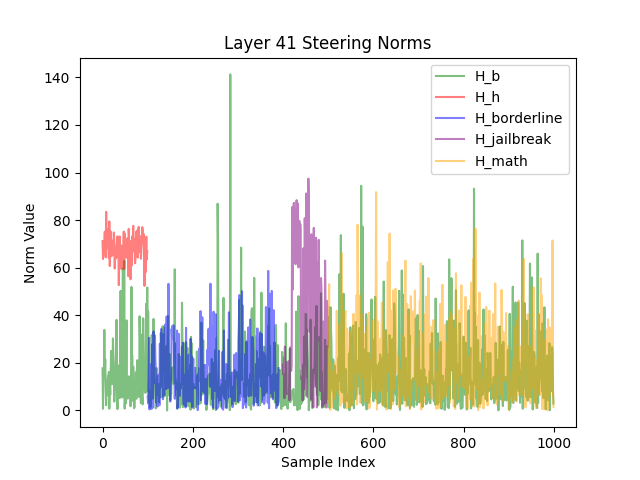 Layer 41 Steering Norms
Norm Value
140
120
100
80
60
40
20
0
H_b
H_h
H_borderline
H_jailbreak
H_math
0 200 400 600 800 1000
Sample Index